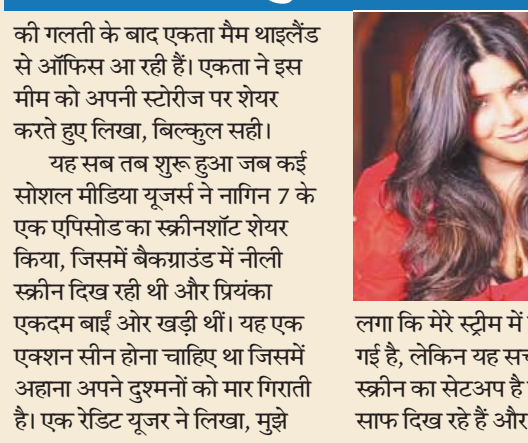 की गलती के बाद एकता मैम थाइलैंड
से ऑफिस आ रही हैं। एकता ने इस
मीम को अपनी स्टोरीज पर शेयर
करते हुए लिखा, बिल्कुल सही।
यह सब तब शुरू हुआ जब कई
सोशल मीडिया यूजर्स ने नागिन 7 के
एक एपिसोड का स्क्रीनशॉट शेयर
किया, जिसमें बैकग्राउंड में नीली
स्क्रीन दिख रही थी और प्रियंका
एकदम बाईं ओर खड़ी थीं। यह एक
एक्शन सीन होना चाहिए था जिसमें
अहाना अपने दुश्मनों को मार गिराती
है। एक रेडिट यूजर ने लिखा, मुझे
लगा कि मेरे स्ट्रीम में
गई है, लेकिन यह
स्क्रीन का सेटअप है
साफ दिख रहे हैं और